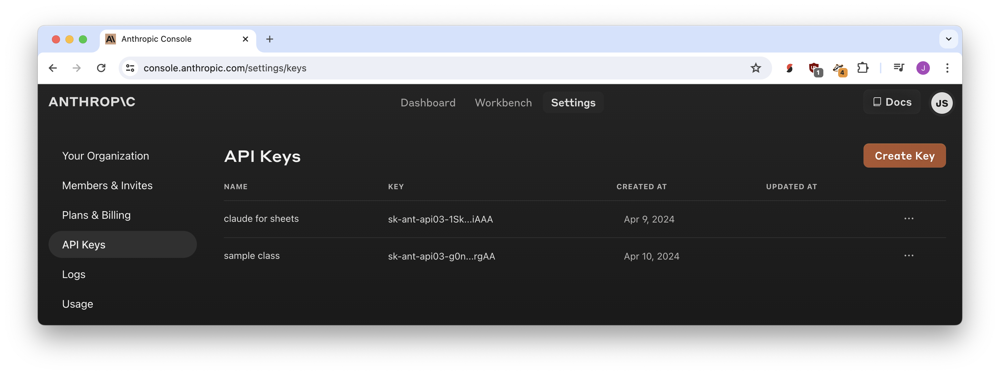 Anthropic Console
console.anthropic.com/settings/keys
1
4
J
ANTHROP\C
Dashboard
Workbench
Settings
Docs
JS
Your Organization
Members & Invites
Plans & Billing
API Keys
Logs
Usage
API Keys
Create Key
NAME KEY CREATED AT UPDATED AT
claude for sheets sk-ant-api03-1Sk...iAAA Apr 9, 2024
sample class sk-ant-api03-g0n...rgAA Apr 10, 2024